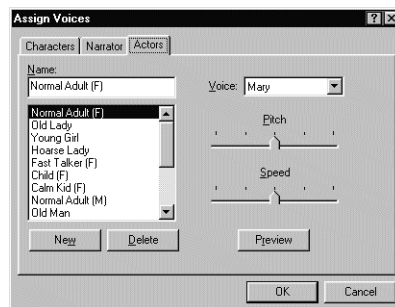 Assign Voices
Characters Narrator Actors
Name:
Normal Adult (F)
Voice: Mary
Normal Adult (F)
Old Lady
Young Girl
Hoarse Lady
Fast Talker (F)
Child (F)
Calm Kid (F)
Normal Adult (M)
Old Man
Pitch
Speed
New Delete Preview
OK Cancel